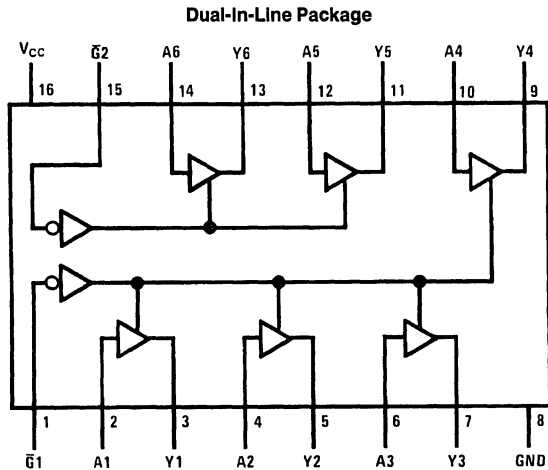 Dual-In-Line Package
VCC G̅2 A6 Y6 A5 Y5 A4 Y4
16 15 14 13 12 11 10 9
1 2 3 4 5 6 7 8
G̅1 A1 Y1 A2 Y2 A3 Y3 GND